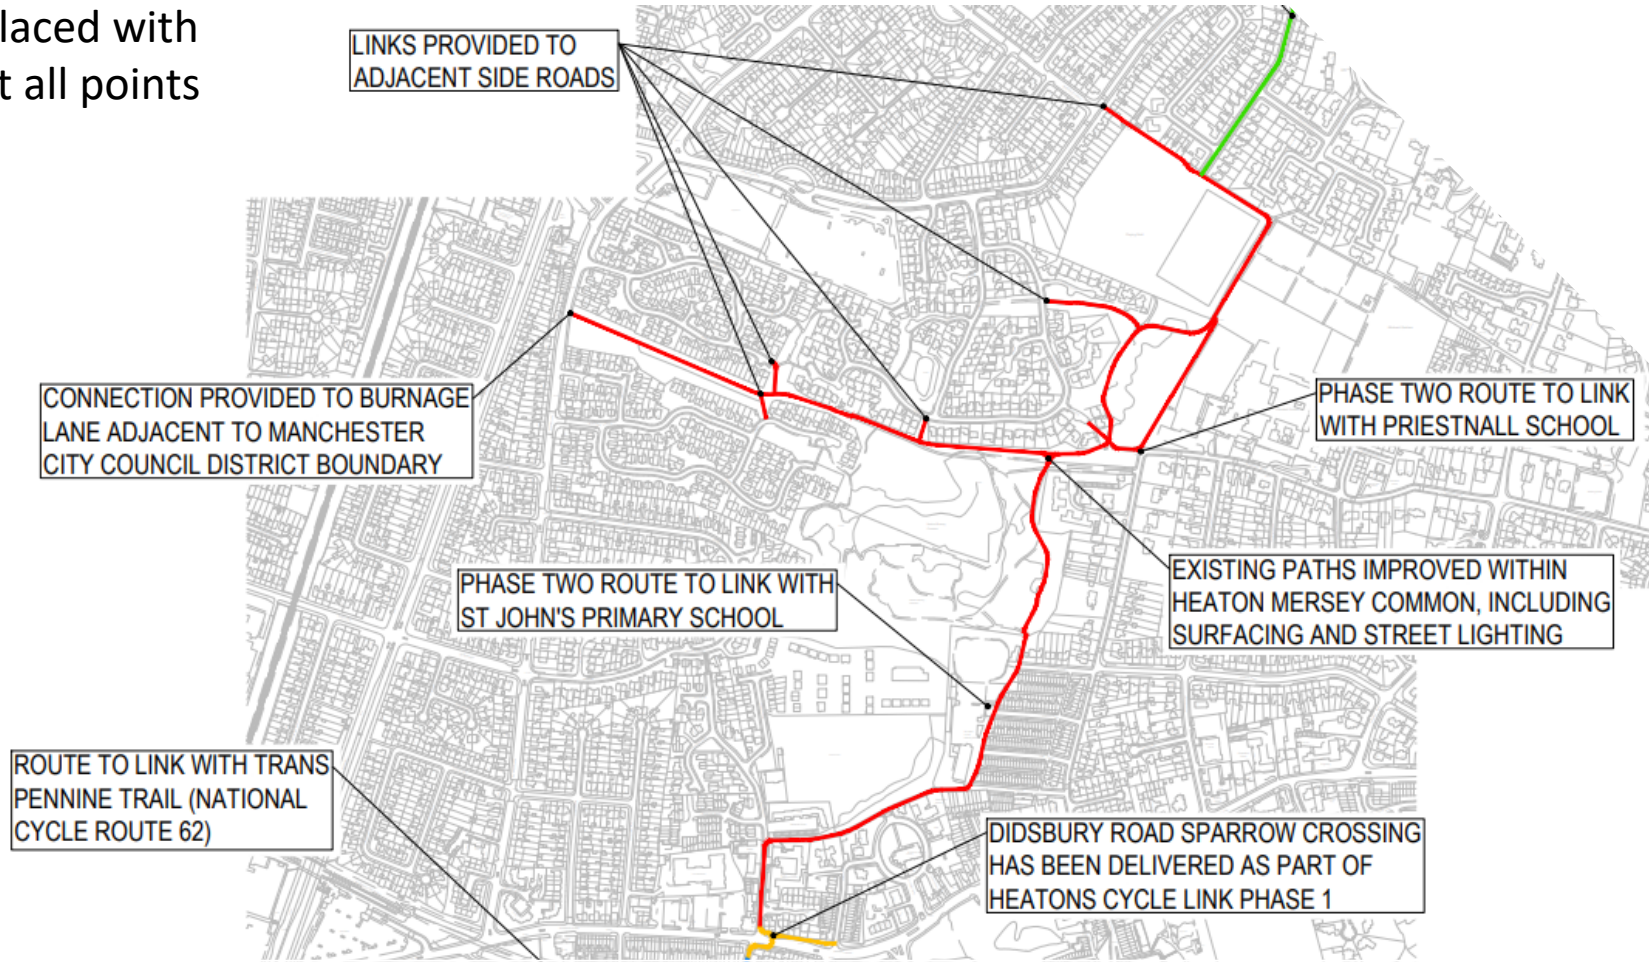 laced with
t all points
LINKS PROVIDED TO
ADJACENT SIDE ROADS
CONNECTION PROVIDED TO BURNAGE
LANE ADJACENT TO MANCHESTER
CITY COUNCIL DISTRICT BOUNDARY
PHASE TWO ROUTE TO LINK
WITH PRIESTNALL SCHOOL
EXISTING PATHS IMPROVED WITHIN
HEATON MERSEY COMMON, INCLUDING
SURFACING AND STREET LIGHTING
PHASE TWO ROUTE TO LINK WITH
ST JOHN'S PRIMARY SCHOOL
ROUTE TO LINK WITH TRANS
PENNINE TRAIL (NATIONAL
CYCLE ROUTE 62)
DIDSBURY ROAD SPARROW CROSSING
HAS BEEN DELIVERED AS PART OF
HEATONS CYCLE LINK PHASE 1